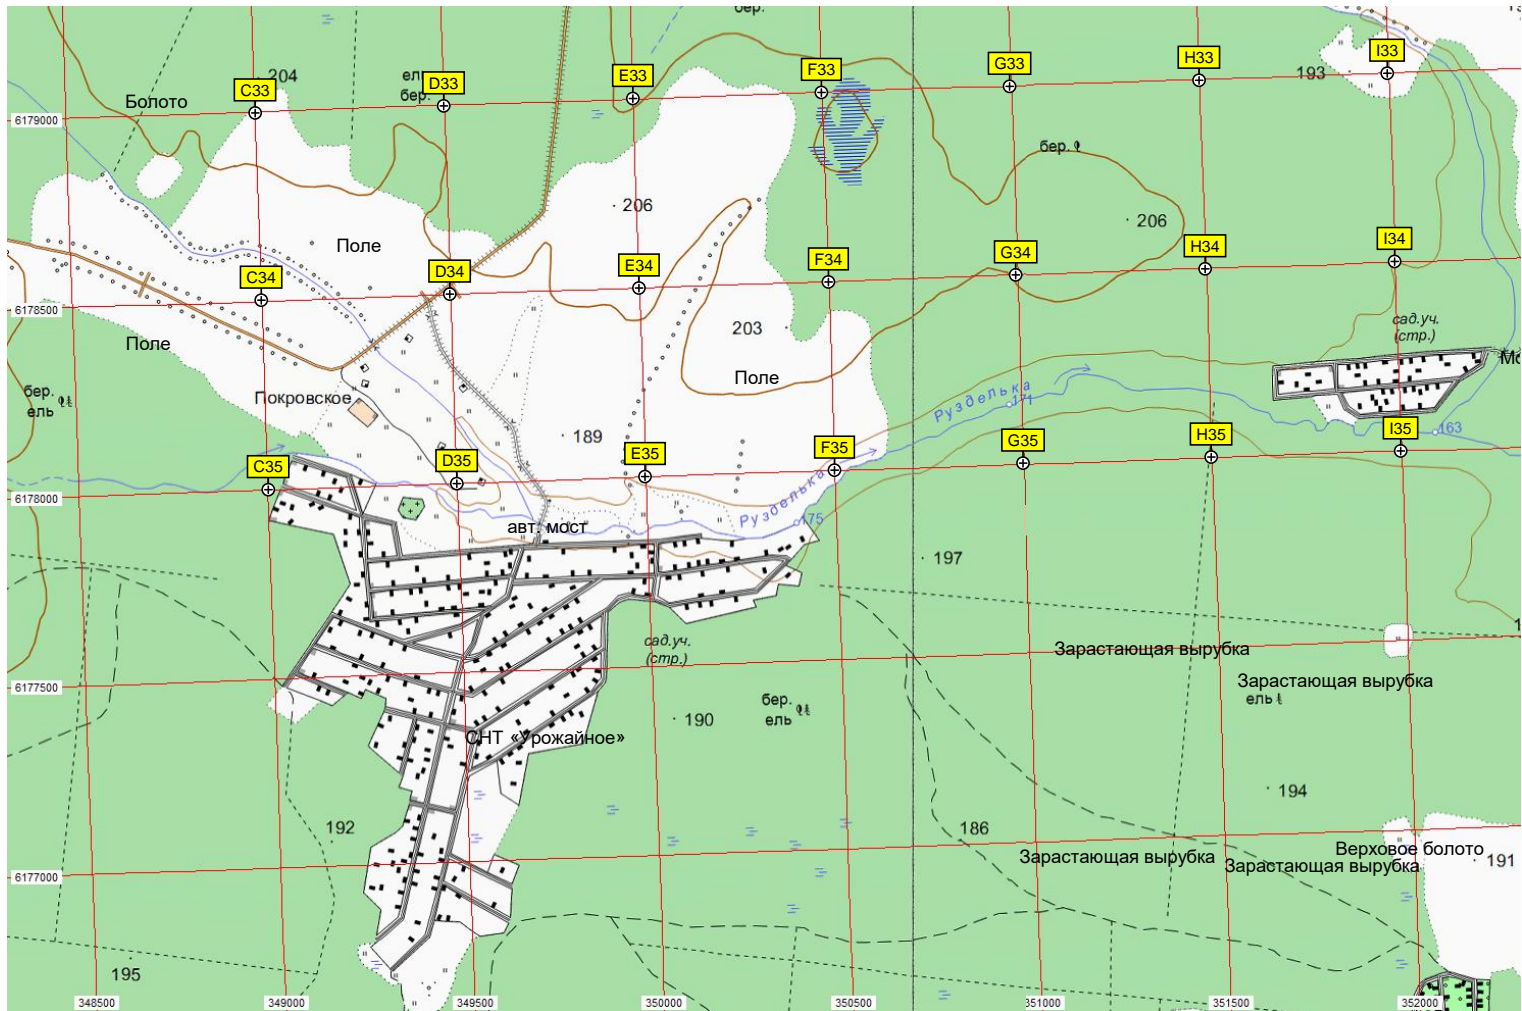 бер.
204
ель
бер.
Болото
C33
D33
E33
F33
G33
H33
I33
193
6179000
бер.
206
206
Поле
C34
D34
E34
F34
G34
H34
I34
6178500
203
сад.уч.
(стр.)
Поле
Поле
Покровское
бер.
ель
Рузделька
171
189
C35
D35
E35
F35
G35
H35
I35
163
6178000
Рузделька
175
авт. мост
197
сад.уч.
(стр.)
Зарастающая вырубка
6177500
Зарастающая вырубка
ель
бер.
ель
190
СНТ «Урожайное»
194
192
186
Верховое болото
Зарастающая вырубка
Зарастающая вырубка
191
6177000
195
348500
349000
349500
350000
350500
351000
351500
352000